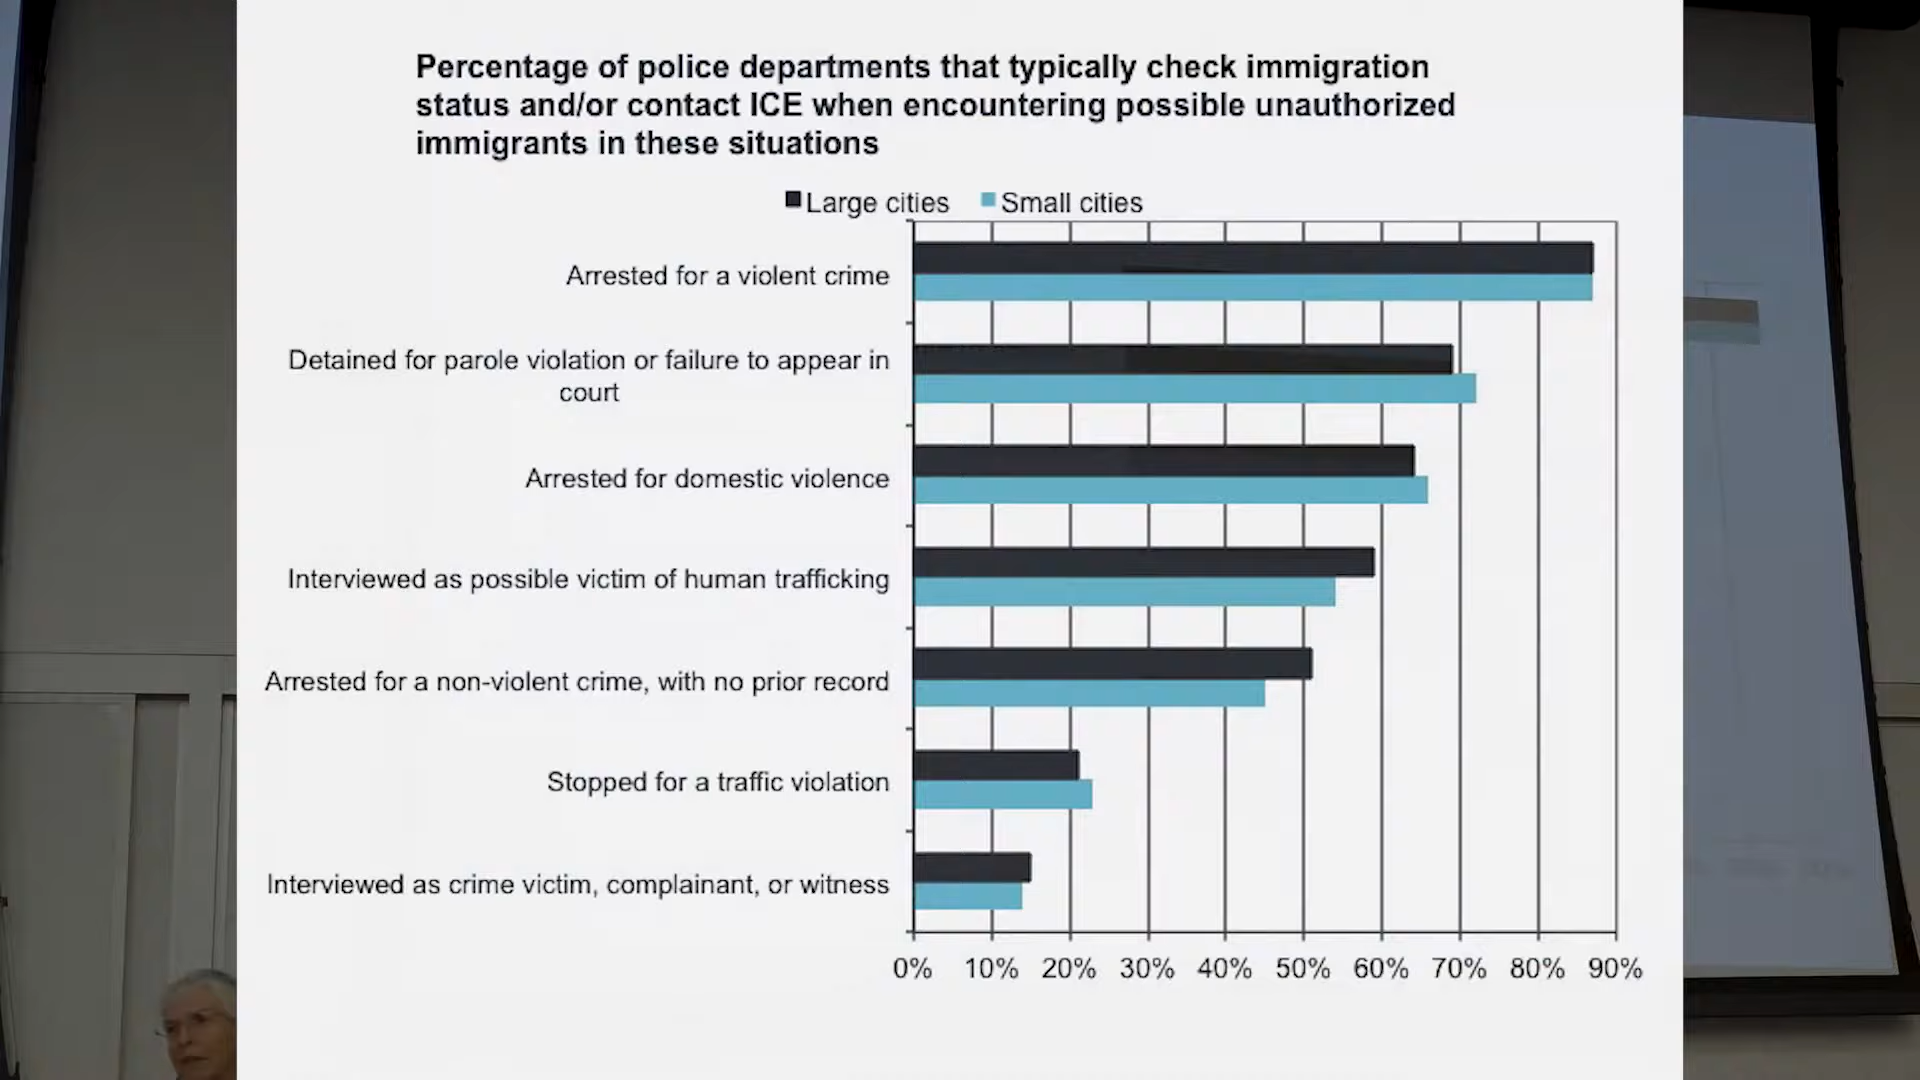 Percentage of police departments that typically check immigration
status and/or contact ICE when encountering possible unauthorized
immigrants in these situations
Large cities Small cities
Arrested for a violent crime
Detained for parole violation or failure to appear in
court
Arrested for domestic violence
Interviewed as possible victim of human trafficking
Arrested for a non-violent crime, with no prior record
Stopped for a traffic violation
Interviewed as crime victim, complainant, or witness
0% 10% 20% 30% 40% 50% 60% 70% 80% 90%